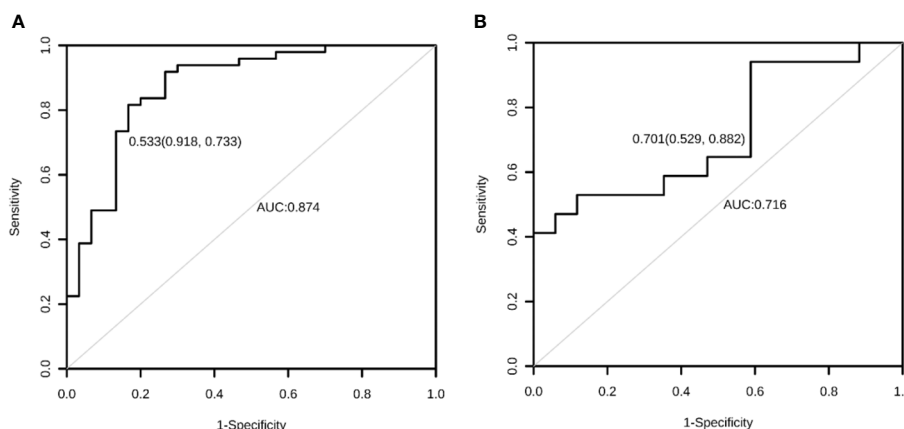 A
1.0
0.8
0.6
0.4
0.2
0.0
Sensitivity
0.533(0.918, 0.733)
AUC:0.874
0.0 0.2 0.4 0.6 0.8 1.0
1-Specificity
B
1.0
0.8
0.6
0.4
0.2
0.0
Sensitivity
0.701(0.529, 0.882)
AUC:0.716
0.0 0.2 0.4 0.6 0.8 1.
1-Specificity